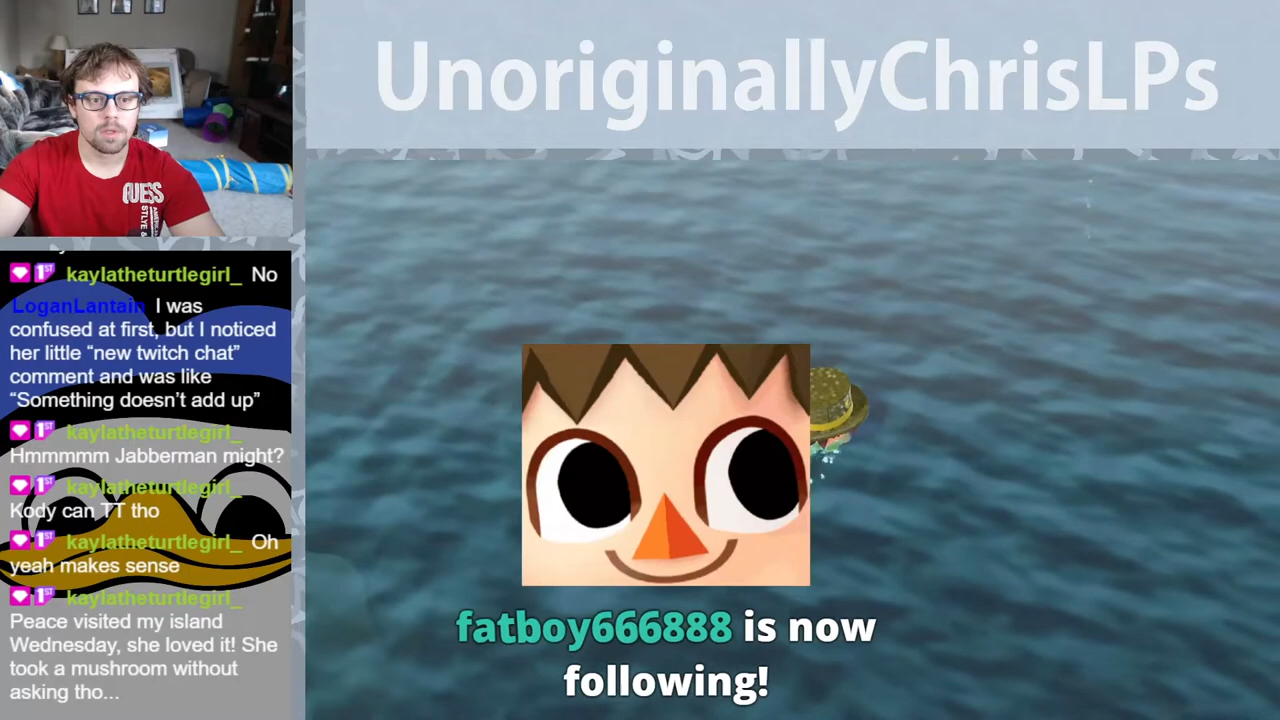 UnoriginallyChrisLPs
GUESS
kaylatheturtlegirl_ No
LoganLantain I was
confused at first, but I noticed
her little “new twitch chat”
comment and was like
“Something doesn’t add up”
kaylatheturtlegirl_
Hmmmmm Jabberman might?
kaylatheturtlegirl_
Kody can TT tho
kaylatheturtlegirl_ Oh
yeah makes sense
kaylatheturtlegirl_
Peace visited my island
Wednesday, she loved it! She
took a mushroom without
asking tho...
fatboy666888 is now
following!